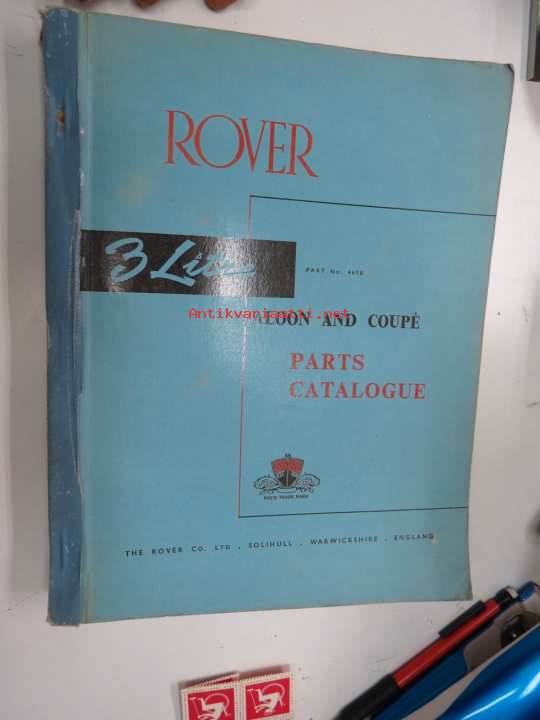 ROVER
3 Litre
PART No. 4610
Antikvariaatti.net
ALOON AND COUPÉ
PARTS
CATALOGUE
REGD TRADE MARK
THE ROVER CO. LTD . SOLIHULL . WARWICKSHIRE . ENGLAND